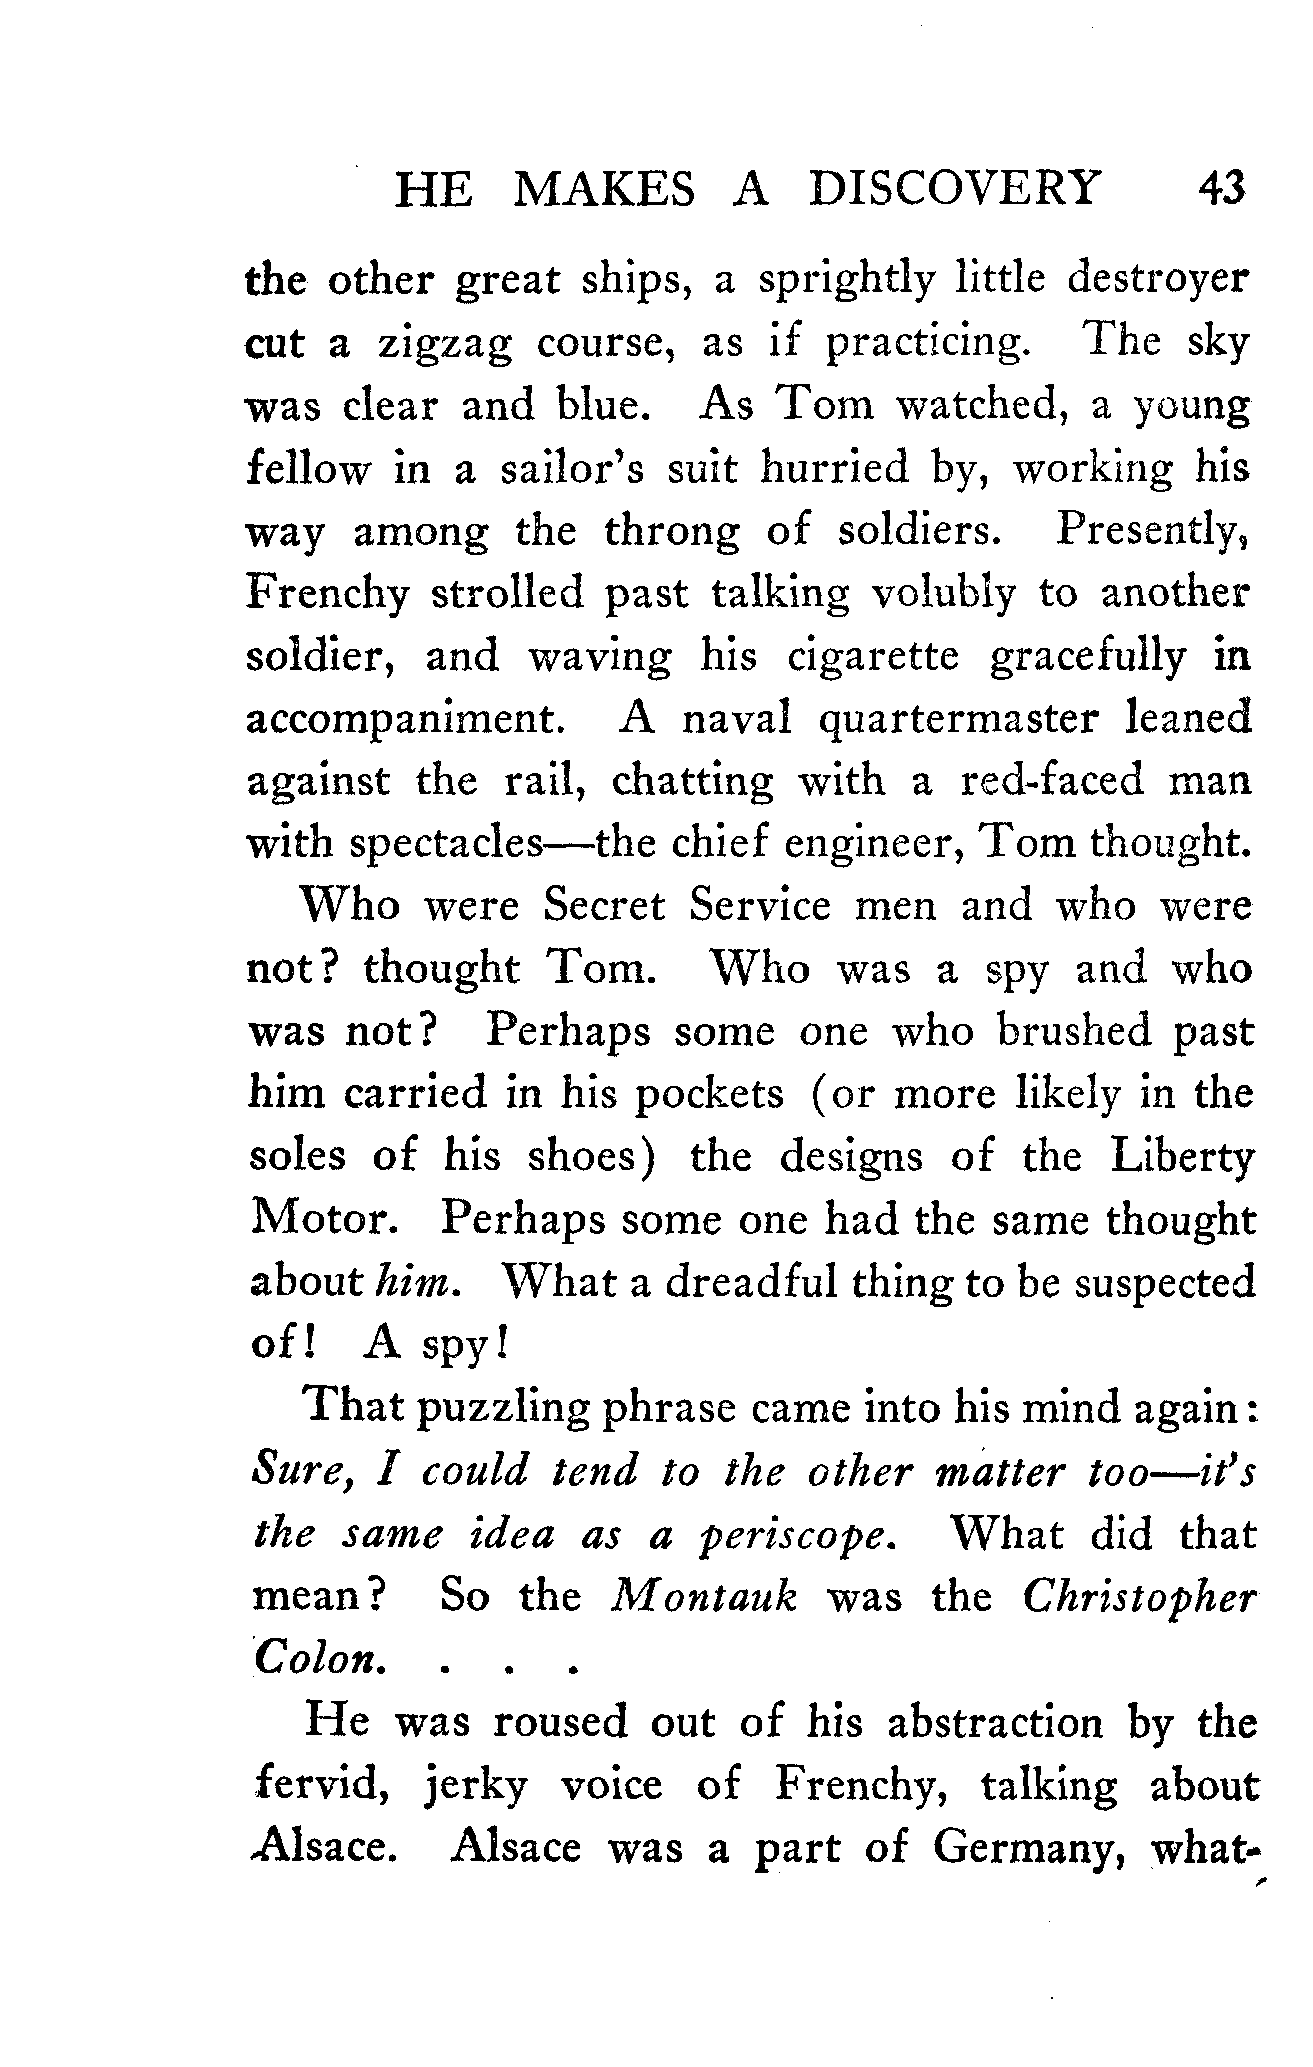 HE MAKES A DISCOVERY 43
the other great ships, a sprightly little destroyer
cut a zigzag course, as if practicing. The sky
was clear and blue. As Tom watched, a young
fellow in a sailor's suit hurried by, working his
way among the throng of soldiers. Presently,
Frenchy strolled past talking volubly to another
soldier, and waving his cigarette gracefully in
accompaniment. A naval quartermaster leaned
against the rail, chatting with a red-faced man
with spectacles—the chief engineer, Tom thought.
Who were Secret Service men and who were
not? thought Tom. Who was a spy and who
was not? Perhaps some one who brushed past
him carried in his pockets (or more likely in the
soles of his shoes) the designs of the Liberty
Motor. Perhaps some one had the same thought
about him. What a dreadful thing to be suspected
of! A spy!
That puzzling phrase came into his mind again:
Sure, I could tend to the other matter too—it's
the same idea as a periscope. What did that
mean? So the Montauk was the Christopher
Colon. . . .
He was roused out of his abstraction by the
fervid, jerky voice of Frenchy, talking about
Alsace. Alsace was a part of Germany, what-